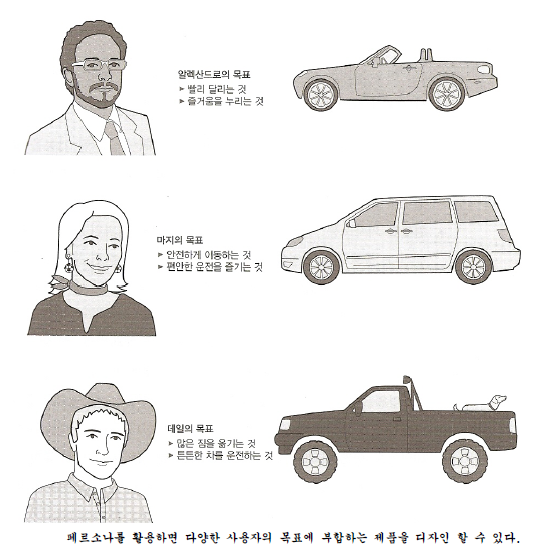 알렉산드로의 목표
▶ 빨리 달리는 것
▶ 즐거움을 누리는 것
마지의 목표
▶ 안전하게 이동하는 것
▶ 편안한 운전을 즐기는 것
데일의 목표
▶ 많은 짐을 옮기는 것
▶ 튼튼한 차를 운전하는 것
페르소나를 활용하면 다양한 사용자의 목표에 부합하는 제품을 디자인 할 수 있다.